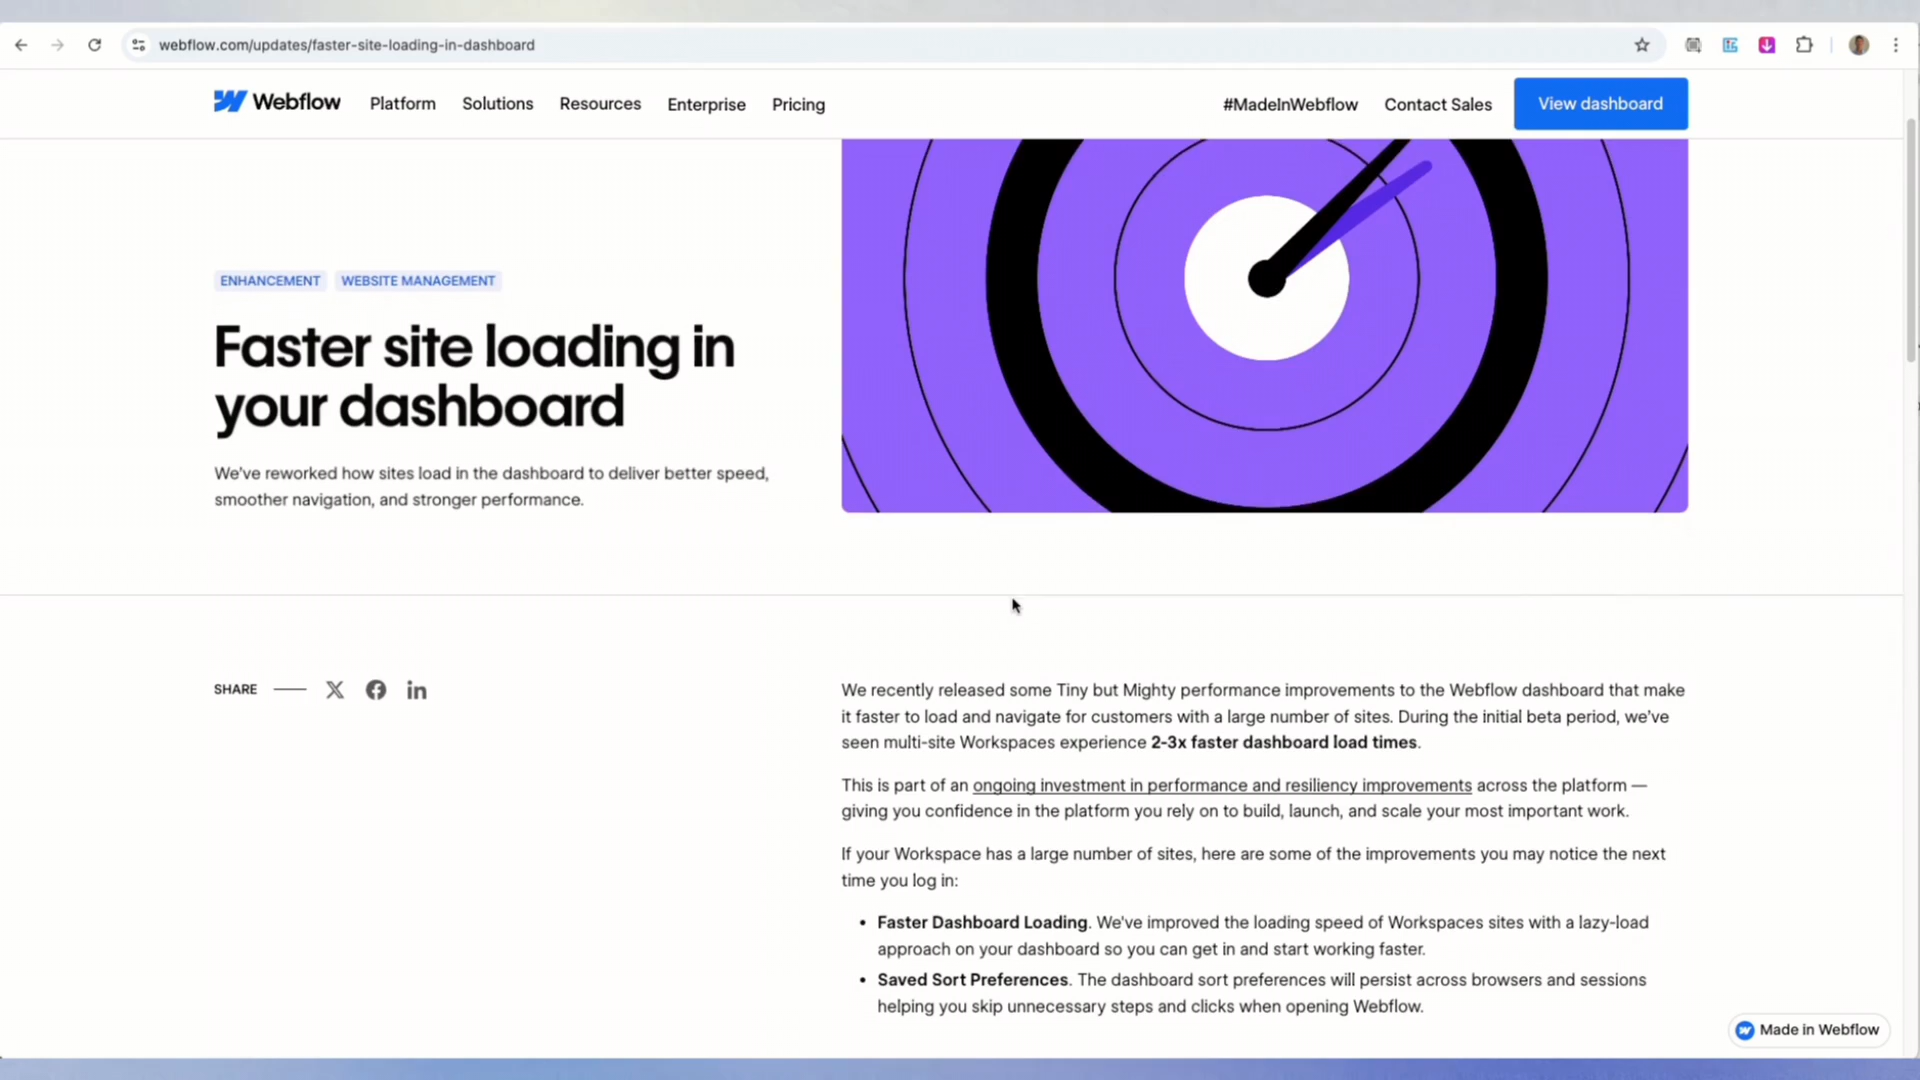 webflow.com/updates/faster-site-loading-in-dashboard
Webflow Platform Solutions Resources Enterprise Pricing #MadeInWebflow Contact Sales View dashboard
ENHANCEMENT WEBSITE MANAGEMENT
Faster site loading in
your dashboard
We've reworked how sites load in the dashboard to deliver better speed,
smoother navigation, and stronger performance.
SHARE
We recently released some Tiny but Mighty performance improvements to the Webflow dashboard that make
it faster to load and navigate for customers with a large number of sites. During the initial beta period, we've
seen multi-site Workspaces experience 2-3x faster dashboard load times.
This is part of an ongoing investment in performance and resiliency improvements across the platform —
giving you confidence in the platform you rely on to build, launch, and scale your most important work.
If your Workspace has a large number of sites, here are some of the improvements you may notice the next
time you log in:
• Faster Dashboard Loading. We've improved the loading speed of Workspaces sites with a lazy-load
approach on your dashboard so you can get in and start working faster.
• Saved Sort Preferences. The dashboard sort preferences will persist across browsers and sessions
helping you skip unnecessary steps and clicks when opening Webflow.
Made in Webflow